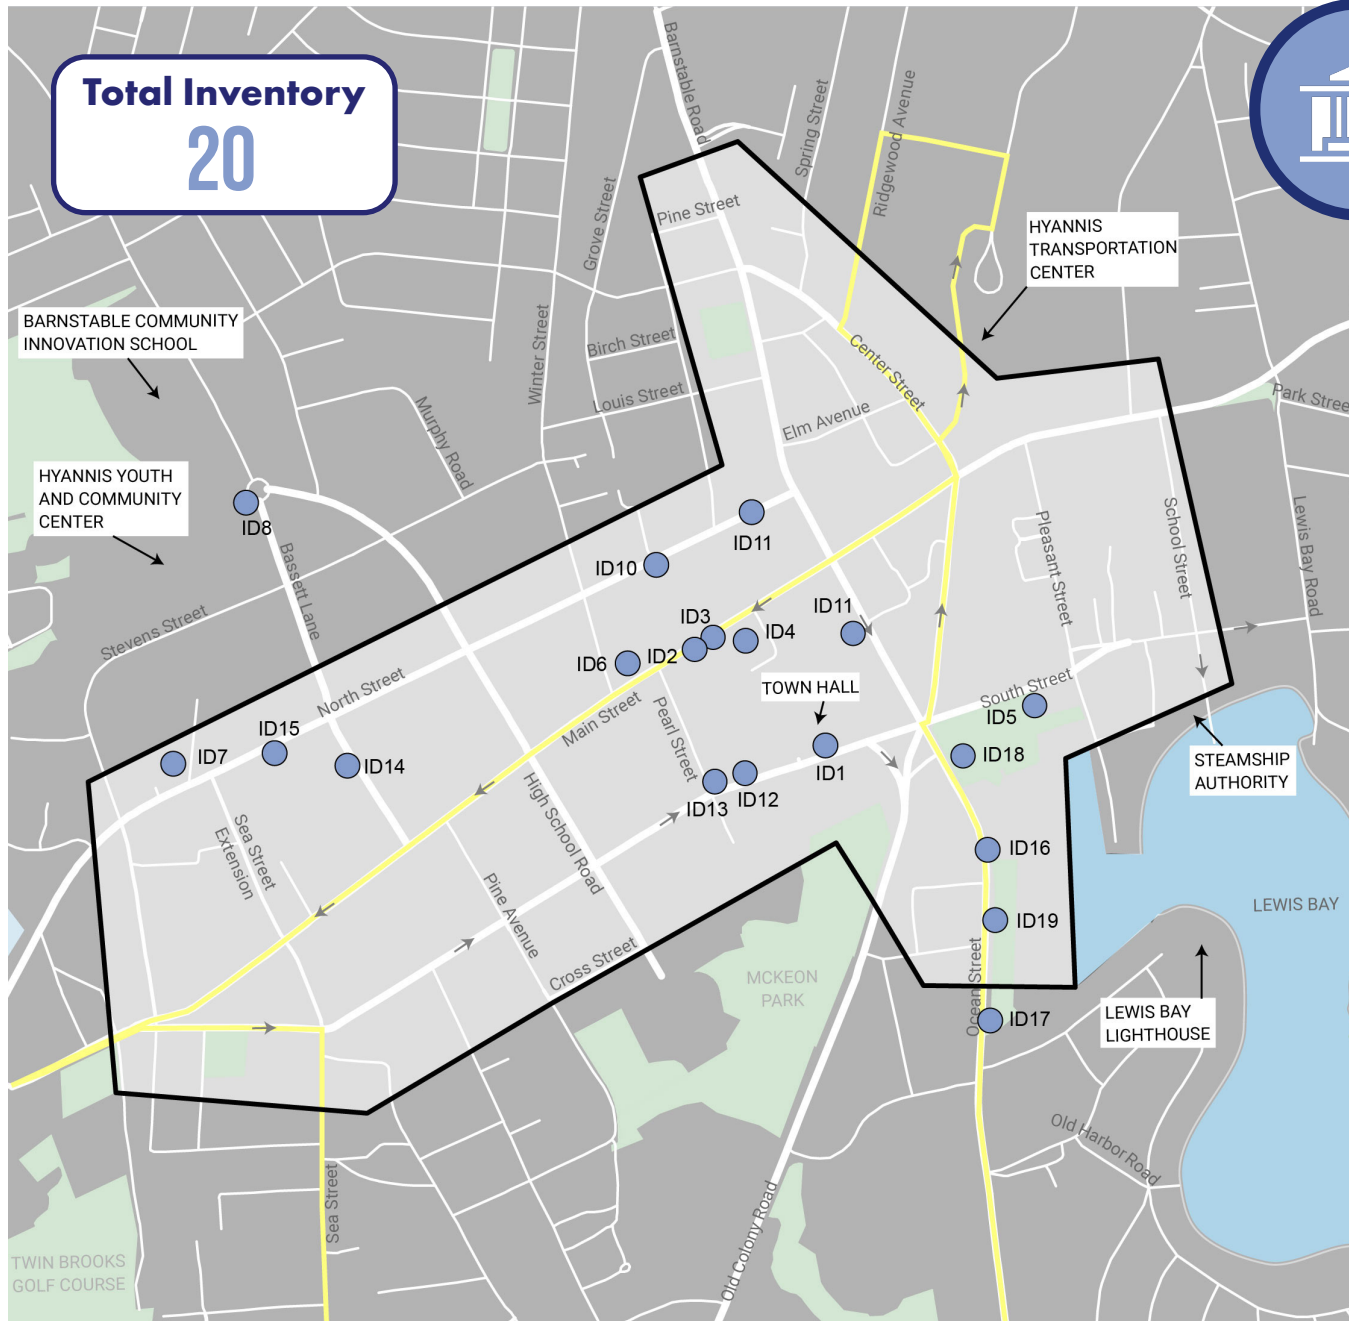 Total Inventory
20
Barnstable Road
Spring Street
Ridgewood Avenue
Grove Street
Pine Street
HYANNIS
TRANSPORTATION
CENTER
BARNSTABLE COMMUNITY
INNOVATION SCHOOL
Winter Street
Birch Street
Center Street
Louis Street
Park Stree
Murphy Road
Elm Avenue
HYANNIS YOUTH
AND COMMUNITY
CENTER
ID8
Bassett Lane
ID11
ID10
Pleasant Street
School Street
Lewis Bay Road
Stevens Street
ID3
ID4
ID11
ID6
ID2
TOWN HALL
North Street
Main Street
Pearl Street
South Street
ID5
ID7
ID15
ID14
ID1
ID18
STEAMSHIP
AUTHORITY
ID13
ID12
High School Road
Sea Street
Extension
ID16
Pine Avenue
LEWIS BAY
ID19
Cross Street
MCKEON
PARK
Ocean Street
ID17
LEWIS BAY
LIGHTHOUSE
Old Harbor Road
Sea Street
Old Colony Road
TWIN BROOKS
GOLF COURSE